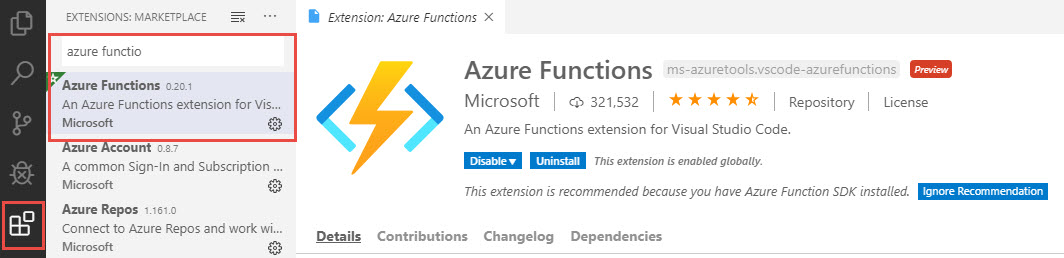 EXTENSIONS: MARKETPLACE
azure functio
Azure Functions 0.20.1
An Azure Functions extension for Vis...
Microsoft
Azure Account 0.8.7
A common Sign-In and Subscription ...
Microsoft
Azure Repos 1.161.0
Connect to Azure Repos and work wi...
Microsoft
Extension: Azure Functions
Azure Functions ms-azuretools.vscode-azurefunctions Preview
Microsoft 321,532 Repository License
An Azure Functions extension for Visual Studio Code.
Disable Uninstall This extension is enabled globally.
This extension is recommended because you have Azure Function SDK installed. Ignore Recommendation
Details Contributions Changelog Dependencies